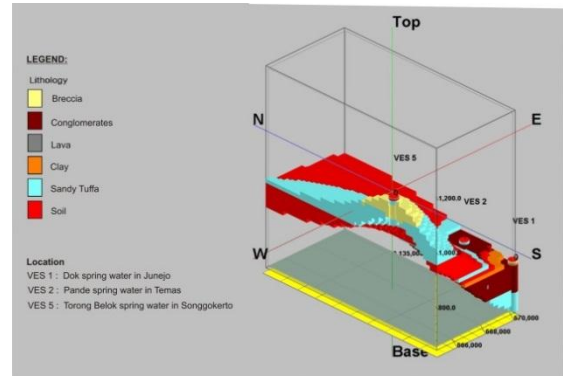 LEGEND:
Lithology
Breccia
Conglomerates
Lava
Clay
Sandy Tuffa
Soil
Location
VES 1 : Dok spring water in Junejo
VES 2 : Pande spring water in Temas
VES 5 : Torong Belok spring water in Songgokerto
Top
N
E
VES 5
1,200.0
VES 2
VES 1
W
S
1,000.0
800.0
670,000
668,000
666,000
Base